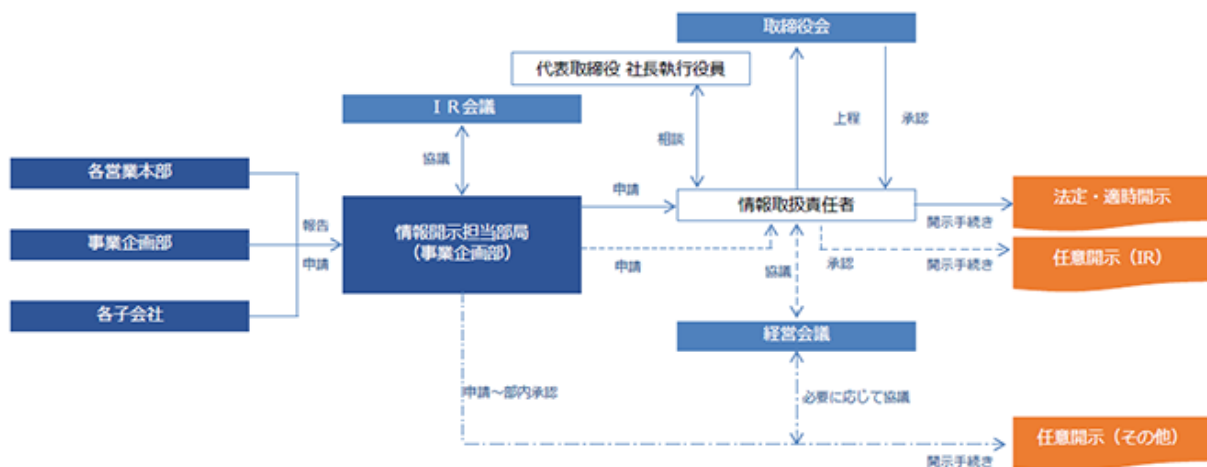 取締役会
代表取締役 社長執行役員
ＩＲ会議
上程
承認
相談
協議
各営業本部
申請
情報取扱責任者
法定・適時開示
報告
開示手続き
事業企画部
情報開示担当部局
（事業企画部）
任意開示（IR）
申請
申請
協議
承認
開示手続き
各子会社
経営会議
申請～部内承認
必要に応じて協議
任意開示（その他）
開示手続き